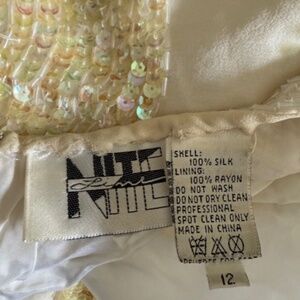 NITE
Line
SHELL:
100% SILK
LINING:
100% RAYON
DO NOT WASH
DO NOT DRY CLEAN
PROFESSIONAL
SPOT CLEAN ONLY
MADE IN CHINA
12